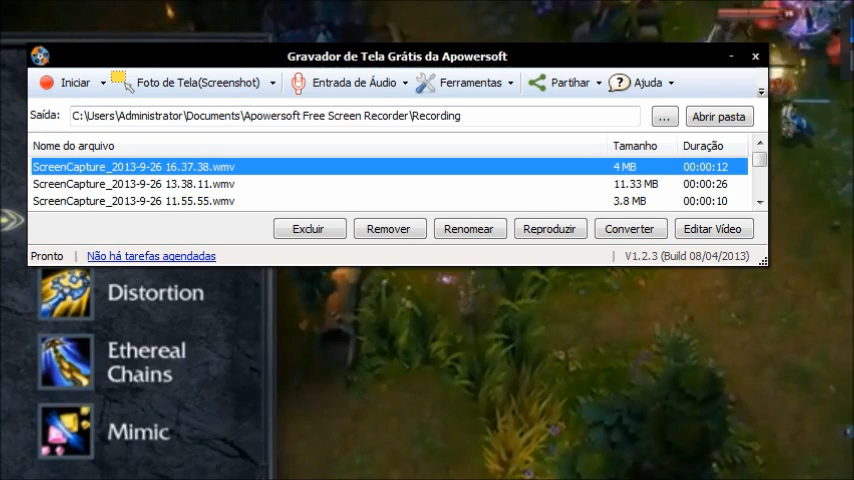 Gravador de Tela Grátis da Apowersoft
Iniciar Foto de Tela(Screenshot) Entrada de Áudio Ferramentas Partihar Ajuda
Saída: C:\Users\Administrator\Documents\Apowersoft Free Screen Recorder\Recording ... Abrir pasta
Nome do arquivo Tamanho Duração
ScreenCapture_2013-9-26 16.37.38.wmv 4 MB 00:00:12
ScreenCapture_2013-9-26 13.38.11.wmv 11.33 MB 00:00:26
ScreenCapture_2013-9-26 11.55.55.wmv 3.8 MB 00:00:10
Excluir Remover Renomear Reproduzir Converter Editar Vídeo
Pronto | Não há tarefas agendadas | V1.2.3 (Build 08/04/2013)
Distortion
Ethereal
Chains
Mimic